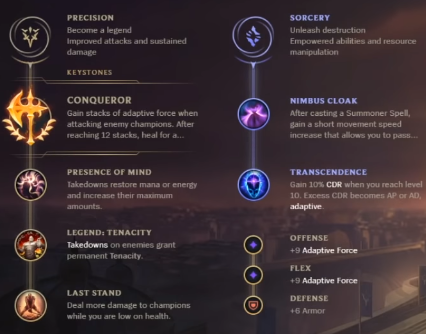 PRECISION
Become a legend
Improved attacks and sustained
damage
KEYSTONES
CONQUEROR
Gain stacks of adaptive force when
attacking enemy champions. After
reaching 12 stacks, heal for a...
PRESENCE OF MIND
Takedowns restore mana or energy
and increase their maximum
amounts.
LEGEND: TENACITY
Takedowns on enemies grant
permanent Tenacity.
LAST STAND
Deal more damage to champions
while you are low on health.
SORCERY
Unleash destruction
Empowered abilities and resource
manipulation
NIMBUS CLOAK
After casting a Summoner Spell,
gain a short movement speed
increase that allows you to pass...
TRANSCENDENCE
Gain 10% CDR when you reach level
10. Excess CDR becomes AP or AD,
adaptive.
OFFENSE
+9 Adaptive Force
FLEX
+9 Adaptive Force
DEFENSE
+6 Armor